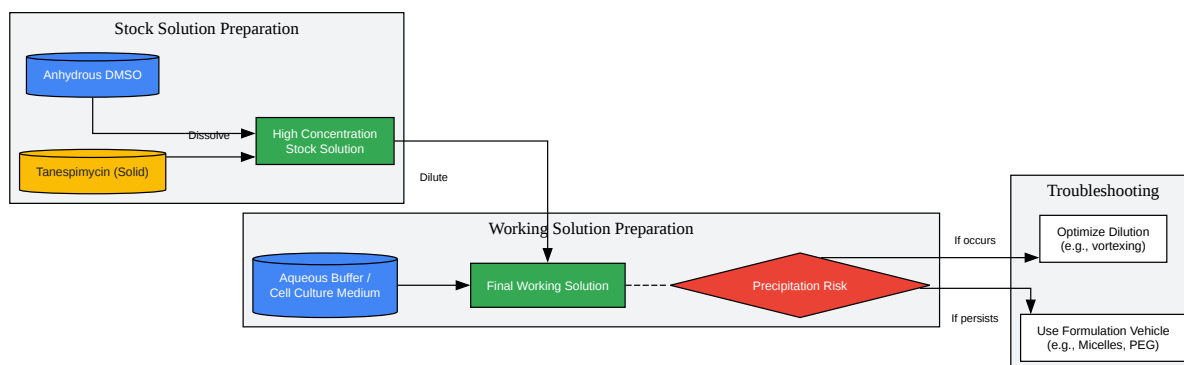 Stock Solution Preparation
Anhydrous DMSO
Dissolve
High Concentration
Stock Solution
Tanespimycin (Solid)
Dilute
Working Solution Preparation
Aqueous Buffer /
Cell Culture Medium
Final Working Solution
Precipitation Risk
If occurs
If persists
Troubleshooting
Optimize Dilution
(e.g., vortexing)
Use Formulation Vehicle
(e.g., Micelles, PEG)